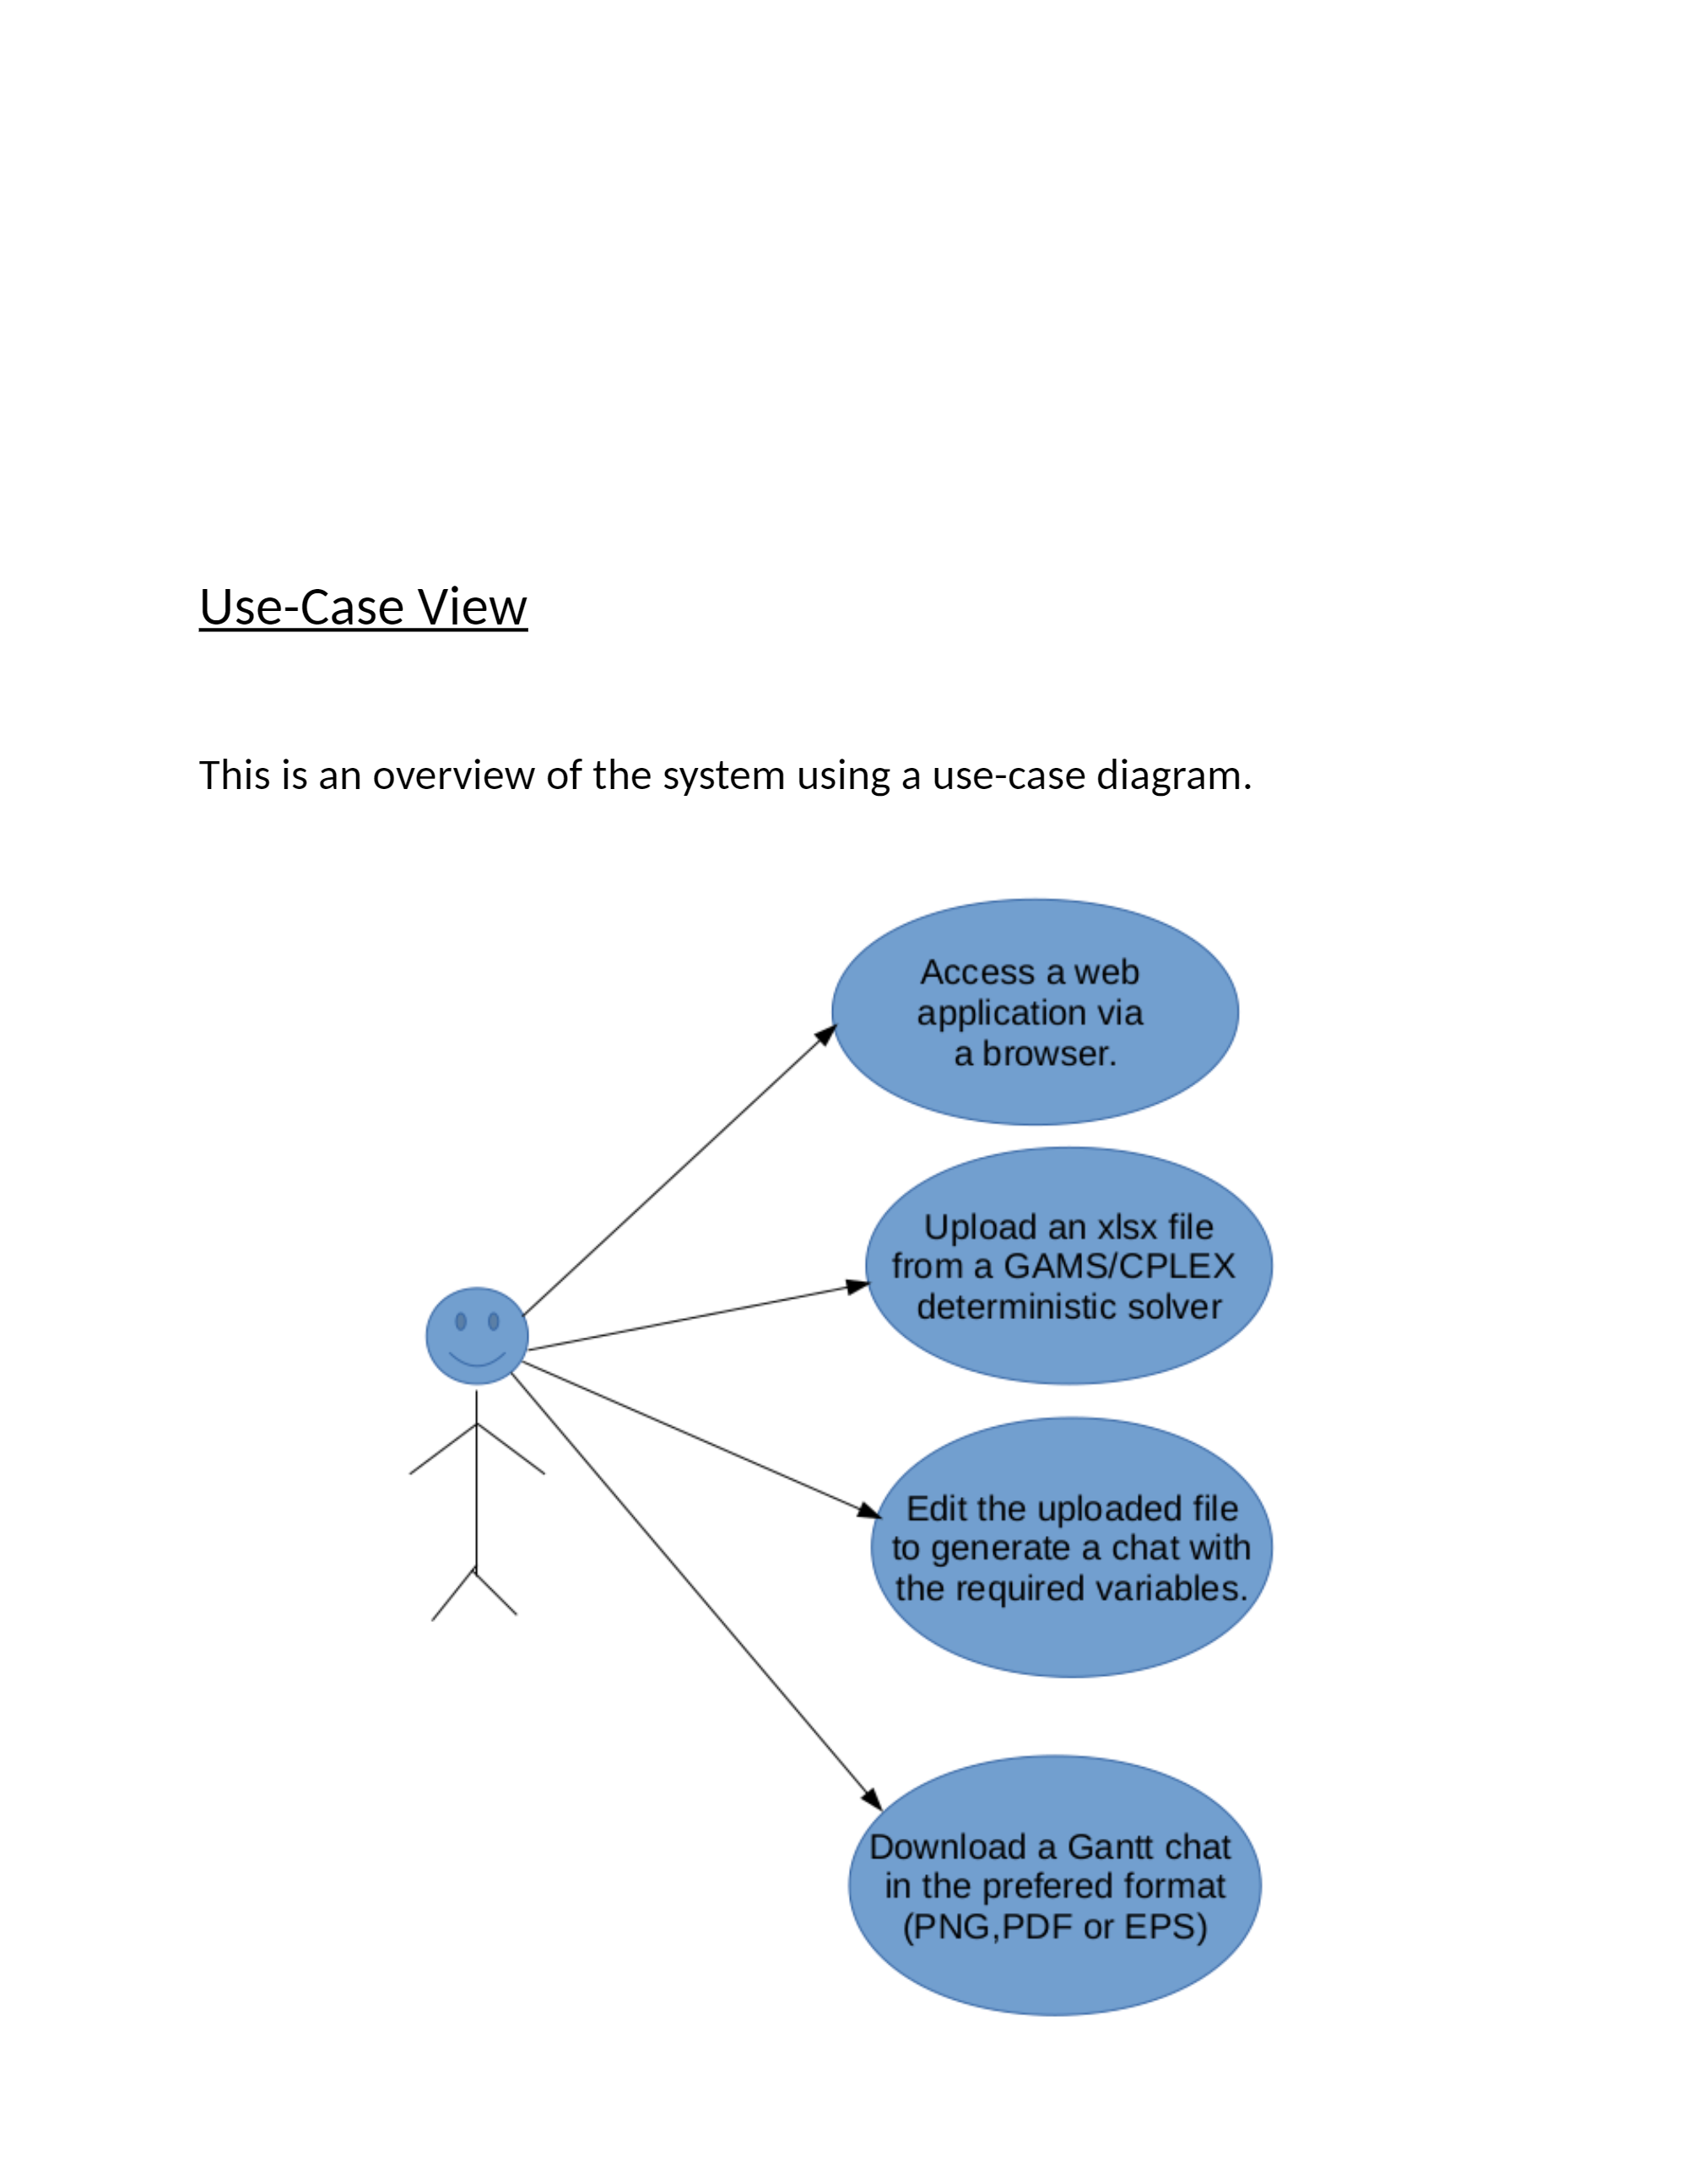 Use-Case View
This is an overview of the system using a use-case diagram.
Access a web
application via
a browser.
Upload an xlsx file
from a GAMS/CPLEX
deterministic solver
Edit the uploaded file
to generate a chat with
the required variables.
Download a Gantt chat
in the prefered format
(PNG,PDF or EPS)